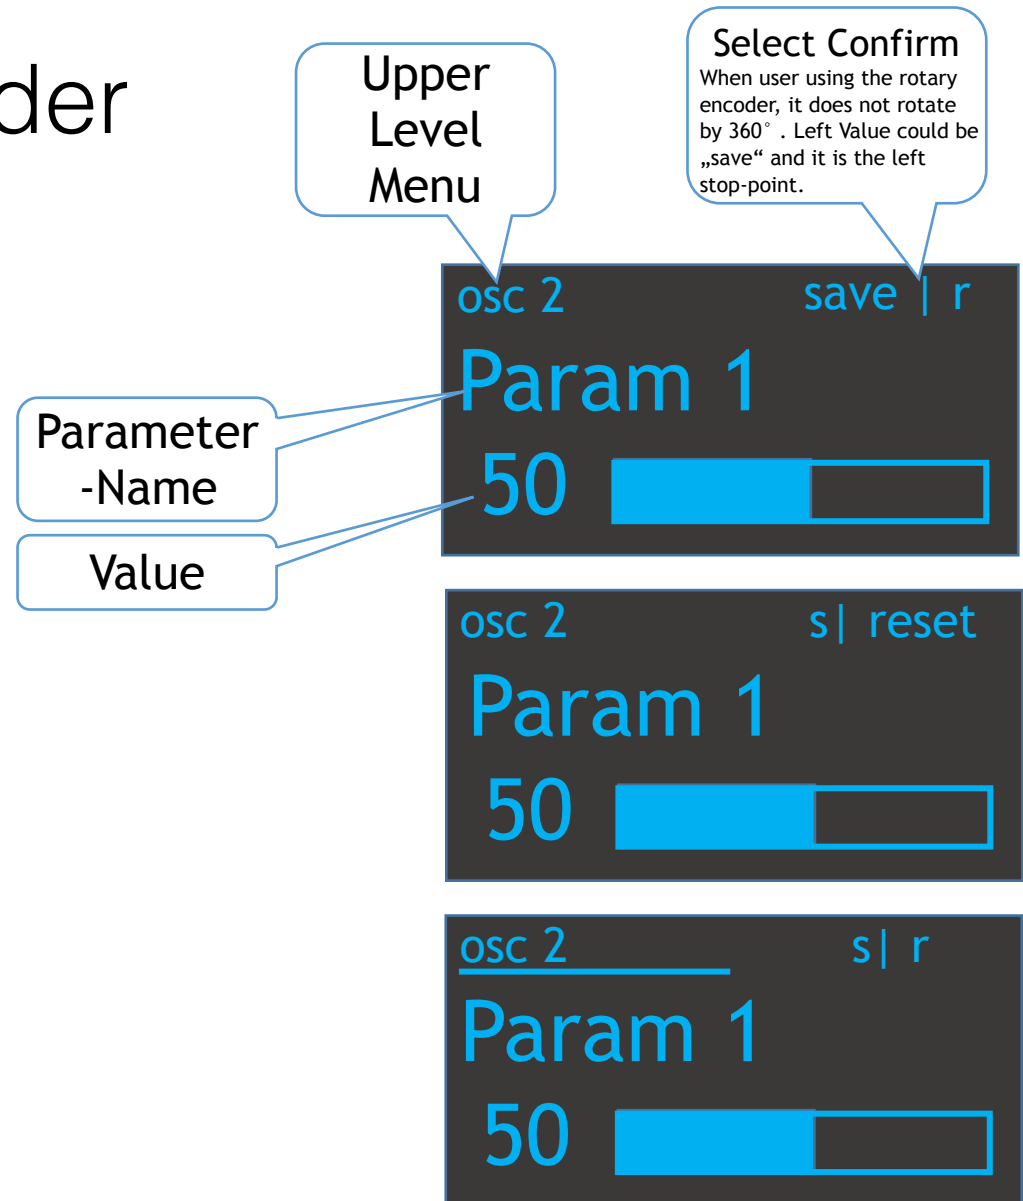 der
Upper
Level
Menu
Select Confirm
When user using the rotary
encoder, it does not rotate
by 360° . Left Value could be
„save“ and it is the left
stop-point.
osc 2
save | r
Param 1
50
Parameter
-Name
Value
osc 2
s| reset
Param 1
50
osc 2
s| r
Param 1
50